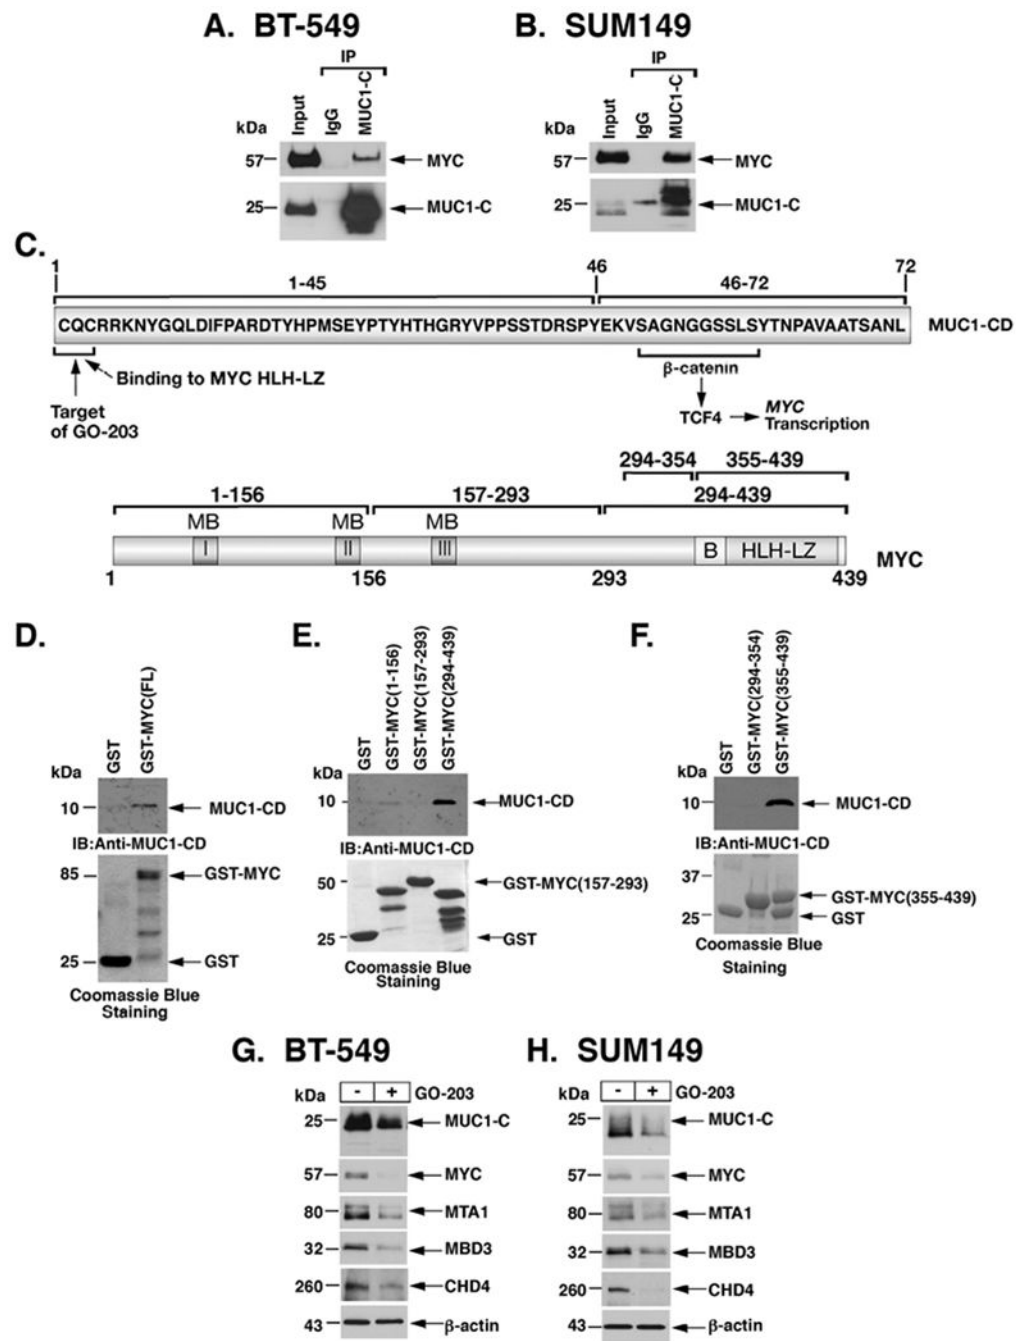 A. BT-549
IP
kDa
Input
IgG
MUC1-C
57
MYC
25
MUC1-C
B. SUM149
IP
kDa
Input
IgG
MUC1-C
57
MYC
25
MUC1-C
C.
1 46 72
1-45 46-72
CQCRRKNYGQLDIFPARDTYHPMSEYPTYHTHGRYVPPSSTDRSPYEKVSAGNGGSSLSYTNPAVAATSANL MUC1-CD
Binding to MYC HLH-LZ
Target
of GO-203
β-catenin
TCF4
MYC
Transcription
294-354 355-439
1-156 157-293 294-439
MB MB MB
I II III B HLH-LZ MYC
1 156 293 439
D.
GST
GST-MYC(FL)
kDa
10
MUC1-CD
IB:Anti-MUC1-CD
85
GST-MYC
25
GST
Coomassie Blue
Staining
E.
GST
GST-MYC(1-156)
GST-MYC(157-293)
GST-MYC(294-439)
kDa
10
MUC1-CD
IB:Anti-MUC1-CD
50
GST-MYC(157-293)
25
GST
Coomassie Blue
Staining
F.
GST
GST-MYC(294-354)
GST-MYC(355-439)
kDa
10
MUC1-CD
IB:Anti-MUC1-CD
37
GST-MYC(355-439)
25
GST
Coomassie Blue
Staining
G. BT-549
kDa - + GO-203
25 MUC1-C
57 MYC
80 MTA1
32 MBD3
260 CHD4
43 β-actin
H. SUM149
kDa - + GO-203
25 MUC1-C
57 MYC
80 MTA1
32 MBD3
260 CHD4
43 β-actin